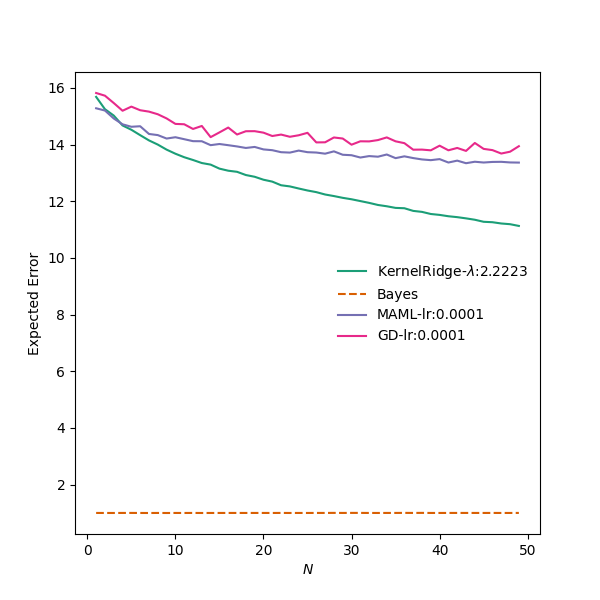 16
14
12
10
8
6
4
2
Expected Error
KernelRidge-λ:2.2223
Bayes
MAML-lr:0.0001
GD-lr:0.0001
0 10 20 30 40 50
N